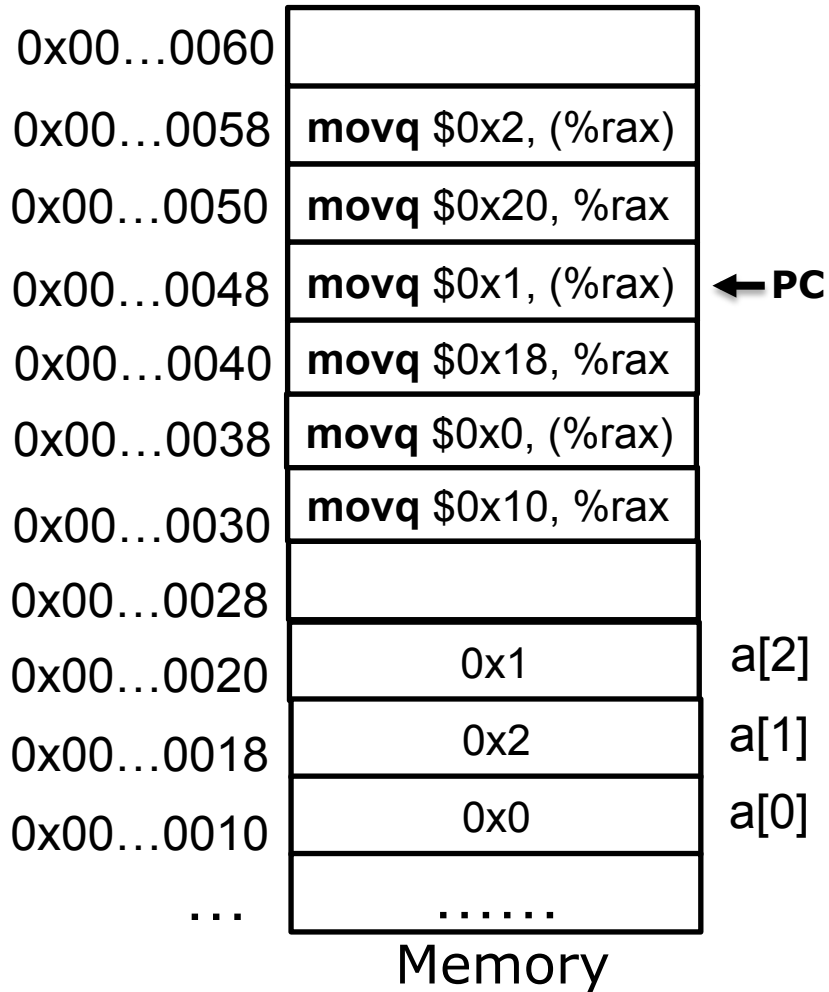 0x00…0060
0x00…0058 movq $0x2, (%rax)
0x00…0050 movq $0x20, %rax
0x00…0048 movq $0x1, (%rax) PC
0x00…0040 movq $0x18, %rax
0x00…0038 movq $0x0, (%rax)
0x00…0030 movq $0x10, %rax
0x00…0028
0x00…0020 0x1 a[2]
0x00…0018 0x2 a[1]
0x00…0010 0x0 a[0]
… ……
Memory